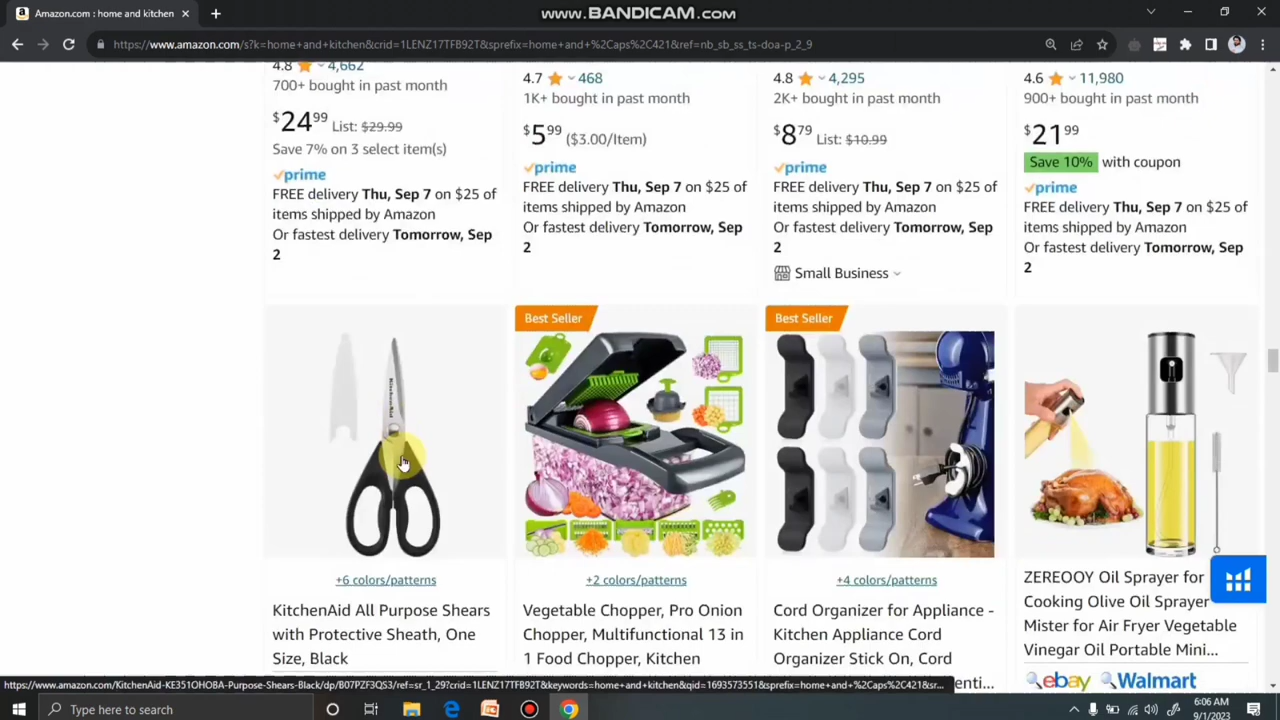 www.BANDICAM.com
Amazon.com : home and kitchen
https://www.amazon.com/s?k=home+and+kitchen&crid=1LENZ17TFB92T&sprefix=home+and+%2Caps%2C421&ref=nb_sb_ss_ts-doa-p_2_9
4.8 4,662
700+ bought in past month
$24 99 List: $29.99
Save 7% on 3 select item(s)
prime
FREE delivery Thu, Sep 7 on $25 of
items shipped by Amazon
Or fastest delivery Tomorrow, Sep
2
4.7 468
1K+ bought in past month
$5 99 ($3.00/Item)
prime
FREE delivery Thu, Sep 7 on $25 of
items shipped by Amazon
Or fastest delivery Tomorrow, Sep
2
4.8 4,295
2K+ bought in past month
$8 79 List: $10.99
prime
FREE delivery Thu, Sep 7 on $25 of
items shipped by Amazon
Or fastest delivery Tomorrow, Sep
2
Small Business
4.6 11,980
900+ bought in past month
$21 99
Save 10% with coupon
prime
FREE delivery Thu, Sep 7 on $25 of
items shipped by Amazon
Or fastest delivery Tomorrow, Sep
2
KitchenAid
+6 colors/patterns
KitchenAid All Purpose Shears
with Protective Sheath, One
Size, Black
Best Seller
+2 colors/patterns
Vegetable Chopper, Pro Onion
Chopper, Multifunctional 13 in
1 Food Chopper, Kitchen
Best Seller
+4 colors/patterns
Cord Organizer for Appliance -
Kitchen Appliance Cord
Organizer Stick On, Cord
ZEREOOY Oil Sprayer for
Cooking Olive Oil Sprayer
Mister for Air Fryer Vegetable
Vinegar Oil Portable Mini...
ebay Walmart
https://www.amazon.com/KitchenAid-KE351OHOBA-Purpose-Shears-Black/dp/B07PZF3QS3/ref=sr_1_29?crid=1LENZ17TFB92T&keywords=home+and+kitchen&qid=1693573551&sprefix=home+and+%2Caps%2C421&sr...
Type here to search
6:06 AM
9/1/2023